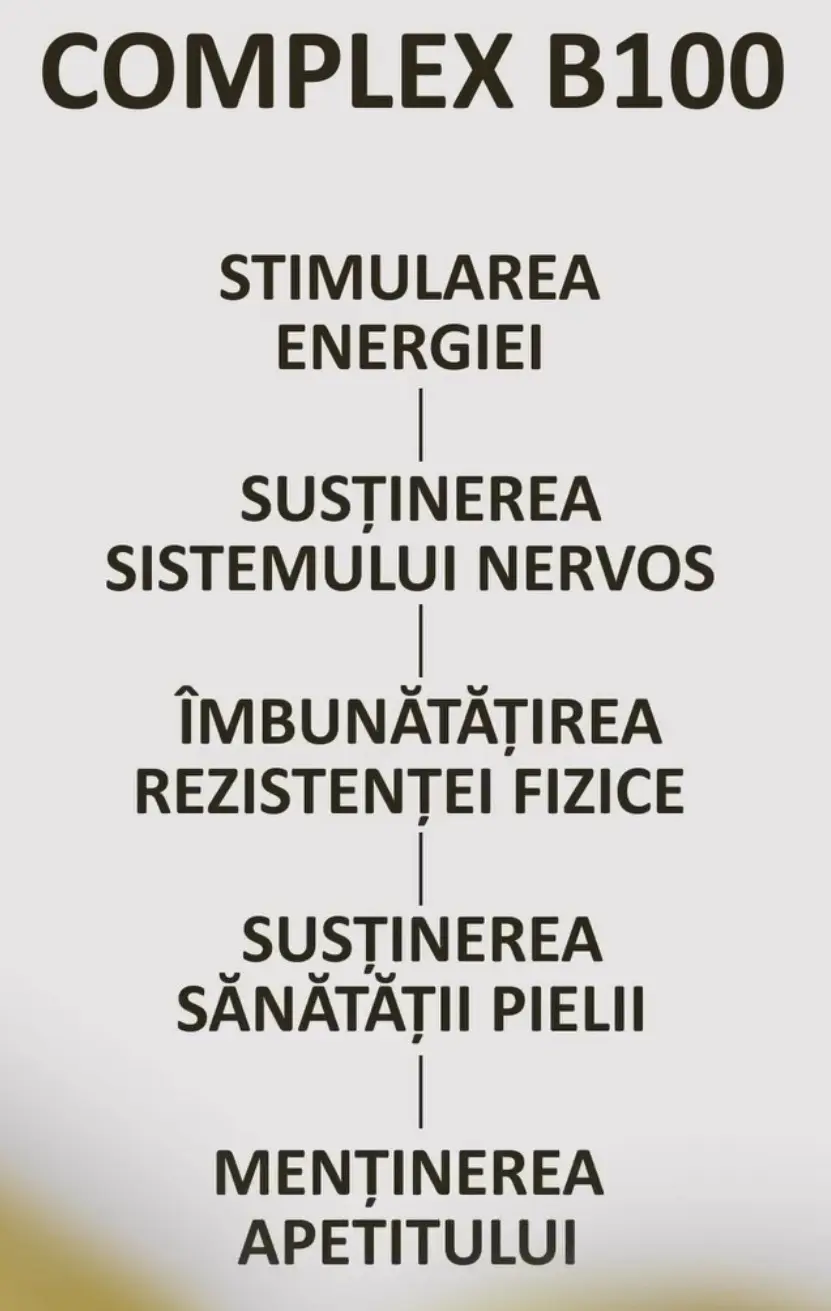 COMPLEX B100
STIMULAREA
ENERGIEI
SUSȚINEREA
SISTEMULUI NERVOS
ÎMBUNĂTĂȚIREA
REZISTENȚEI FIZICE
SUSȚINEREA
SĂNĂTĂȚII PIELII
MENȚINEREA
APETITULUI